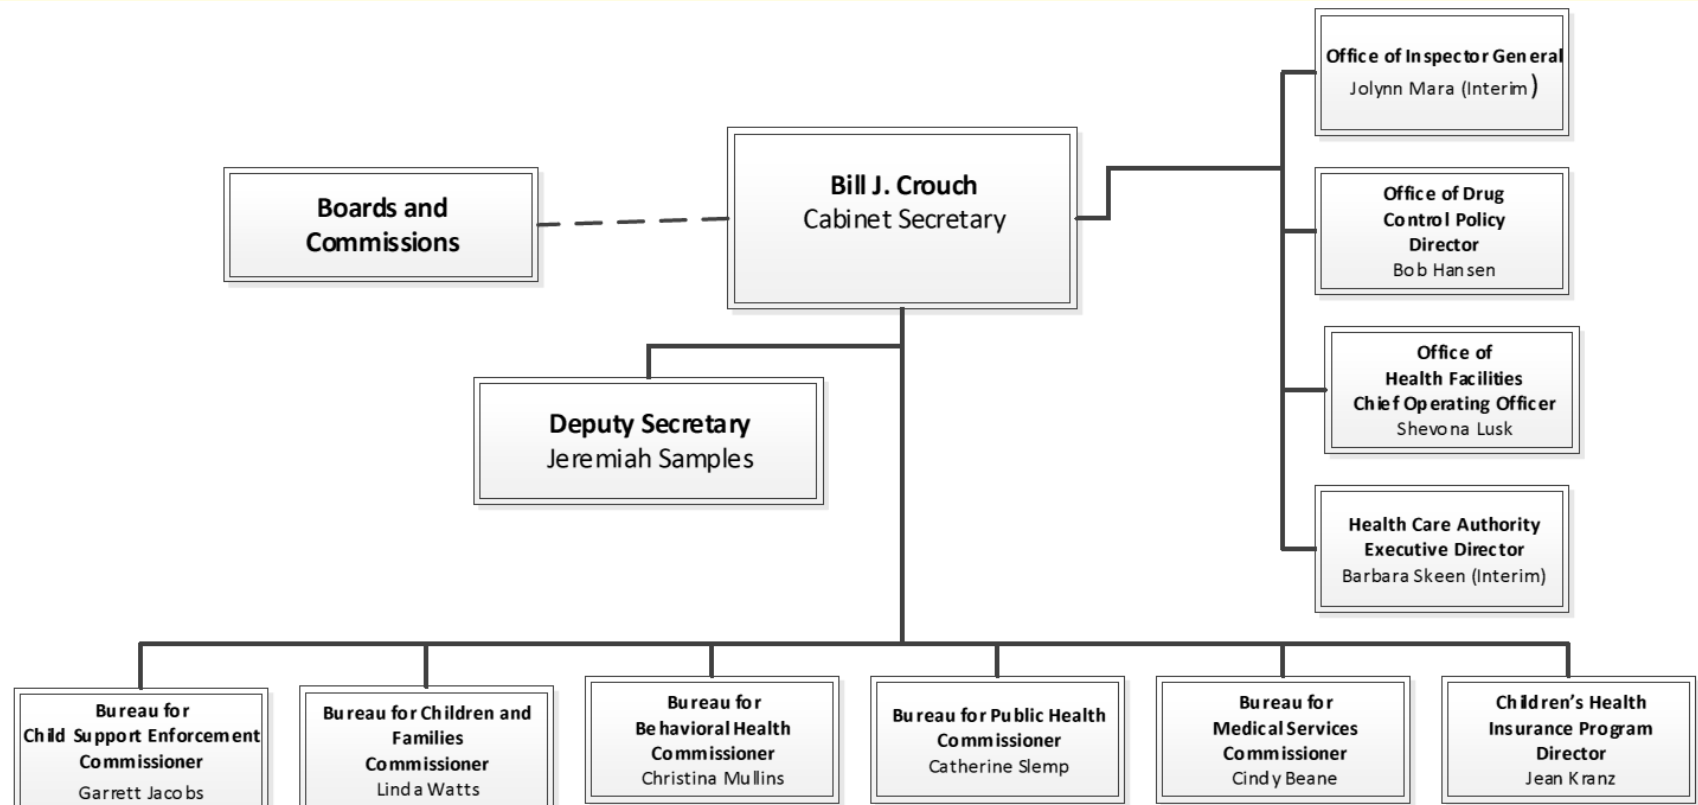 Office of Inspector General
Jolynn Mara (Interim)
Bill J. Crouch
Cabinet Secretary
Boards and
Commissions
Office of Drug
Control Policy
Director
Bob Hansen
Office of
Health Facilities
Chief Operating Officer
Shevona Lusk
Deputy Secretary
Jeremiah Samples
Health Care Authority
Executive Director
Barbara Skeen (Interim)
Bureau for
Child Support Enforcement
Commissioner
Garrett Jacobs
Bureau for Children and
Families
Commissioner
Linda Watts
Bureau for
Behavioral Health
Commissioner
Christina Mullins
Bureau for Public Health
Commissioner
Catherine Slemp
Bureau for
Medical Services
Commissioner
Cindy Beane
Children’s Health
Insurance Program
Director
Jean Kranz